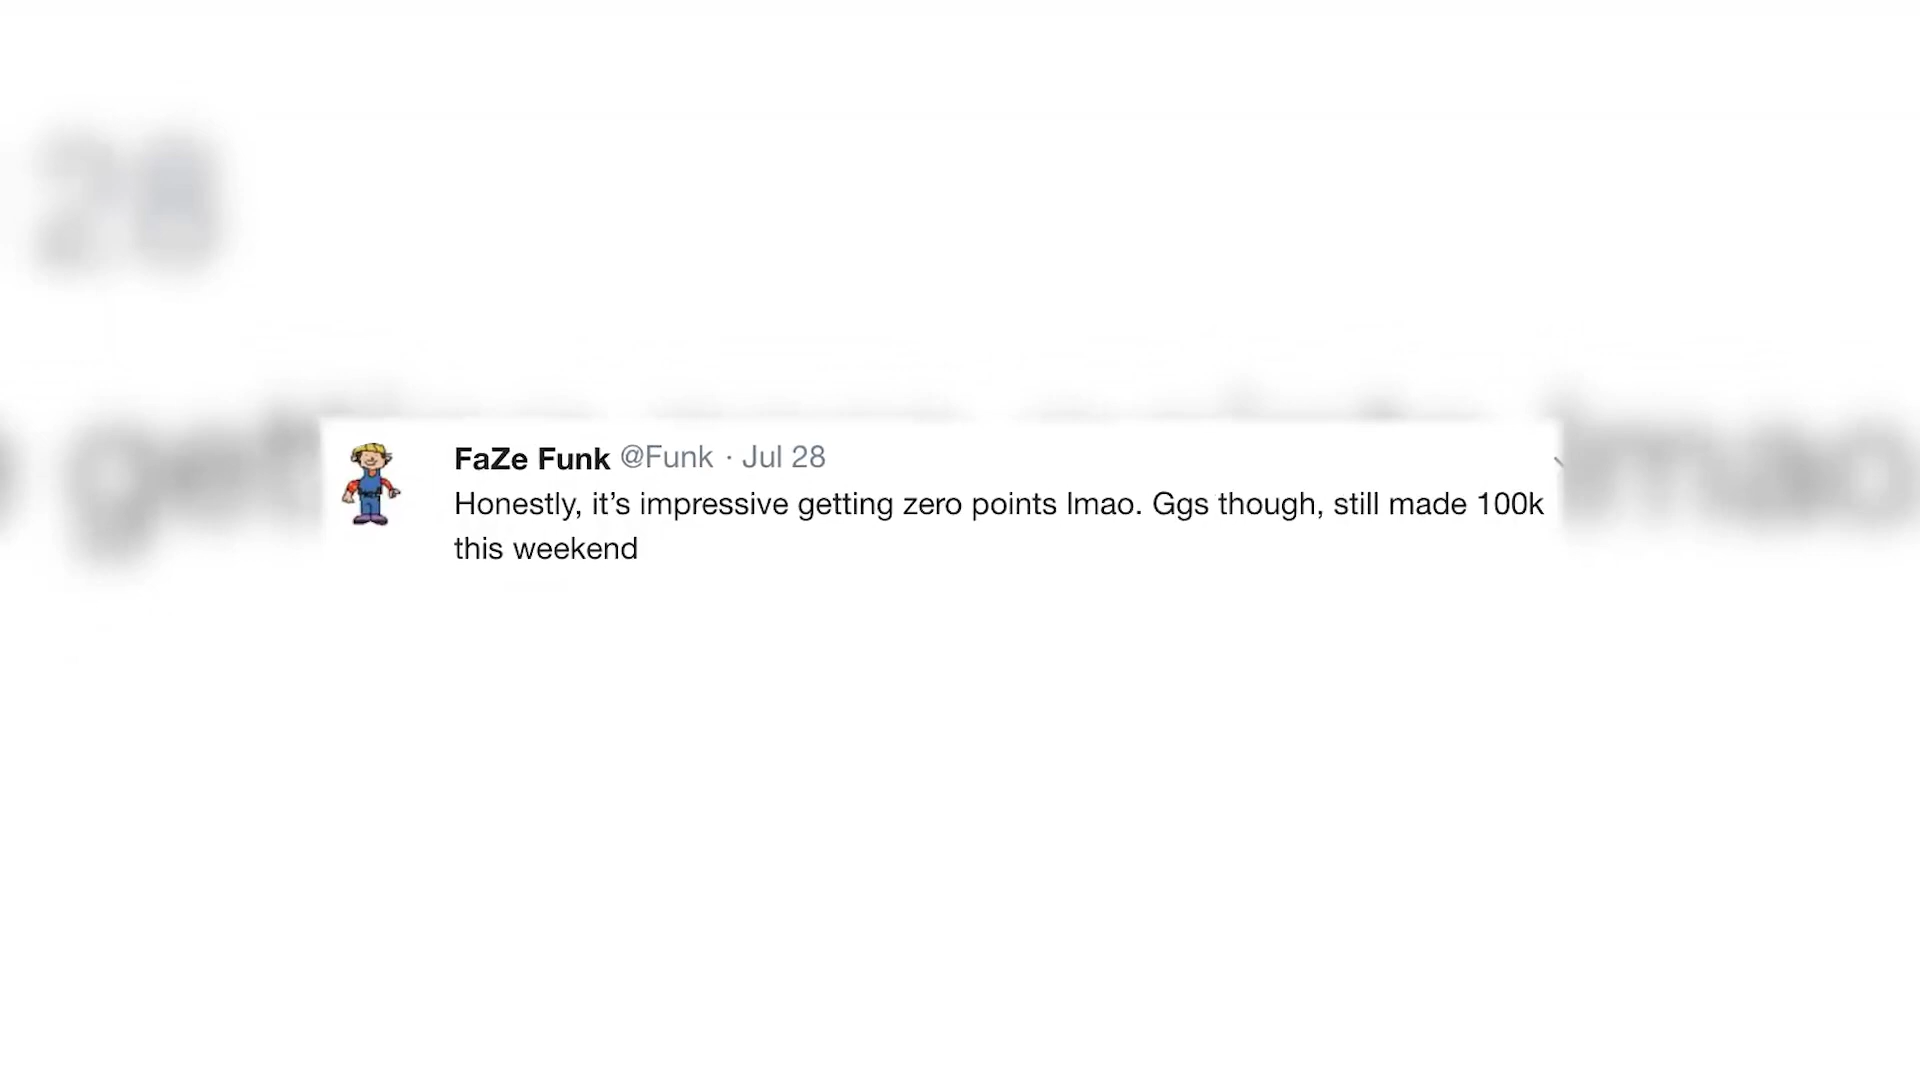 28
FaZe Funk @Funk · Jul 28
Honestly, it’s impressive getting zero points lmao. Ggs though, still made 100k
this weekend